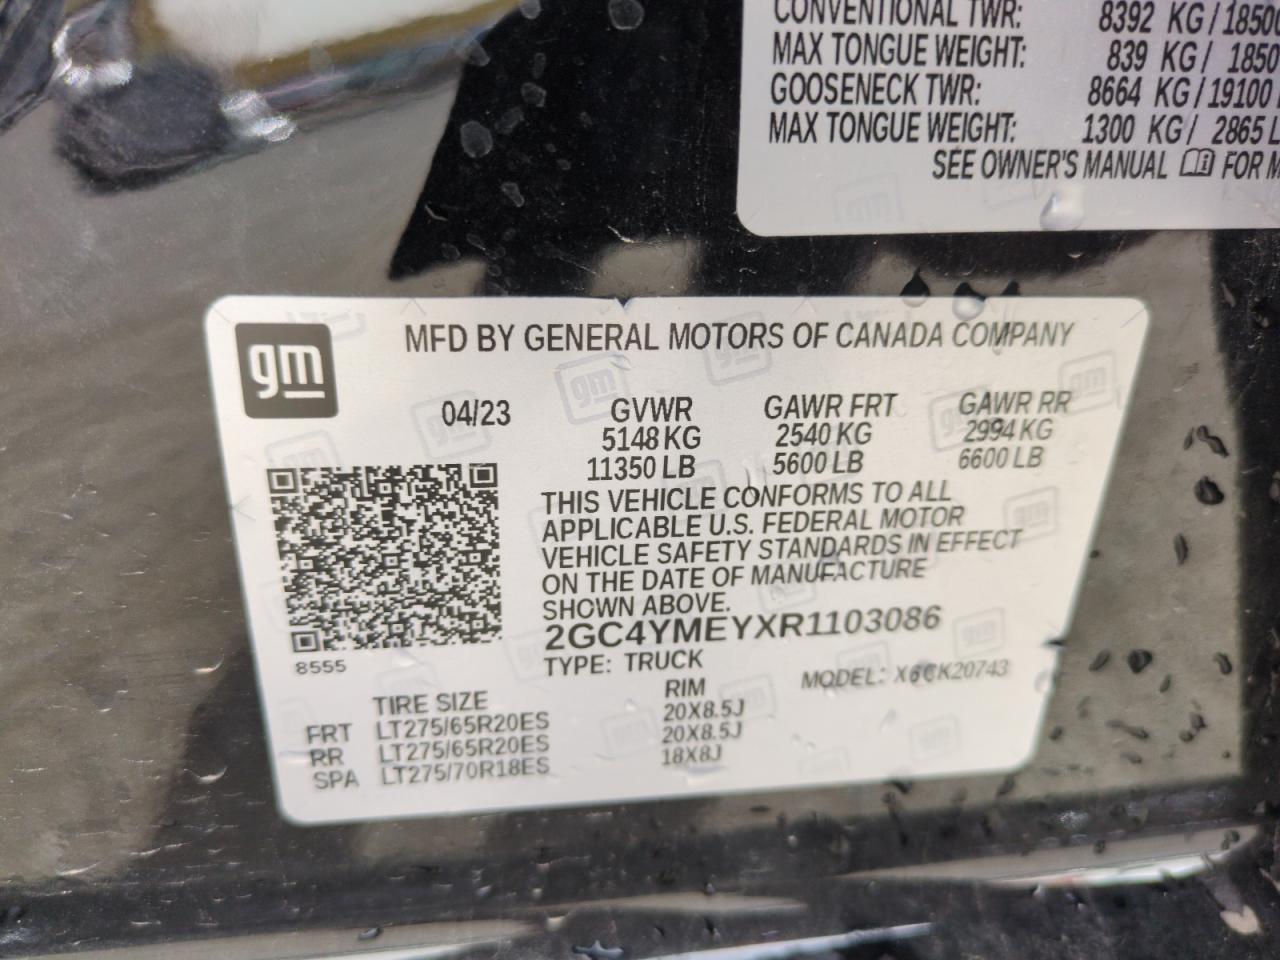 CONVENTIONAL TWR: 8392 KG/ 1850
MAX TONGUE WEIGHT: 839 KG/ 1850
GOOSENECK TWR: 8664 KG/ 19100
MAX TONGUE WEIGHT: 1300 KG/ 2865 L
SEE OWNER'S MANUAL FOR M
gm
MFD BY GENERAL MOTORS OF CANADA COMPANY
04/23 GVWR GAWR FRT GAWR RR
5148 KG 2540 KG 2994 KG
11350 LB 5600 LB 6600 LB
THIS VEHICLE CONFORMS TO ALL
APPLICABLE U.S. FEDERAL MOTOR
VEHICLE SAFETY STANDARDS IN EFFECT
ON THE DATE OF MANUFACTURE
SHOWN ABOVE.
2GC4YMEYXR1103086
8555
TYPE: TRUCK MODEL: X6CK20743
TIRE SIZE RIM
FRT LT275/65R20ES 20X8.5J
RR LT275/65R20ES 20X8.5J
SPA LT275/70R18ES 18X8J